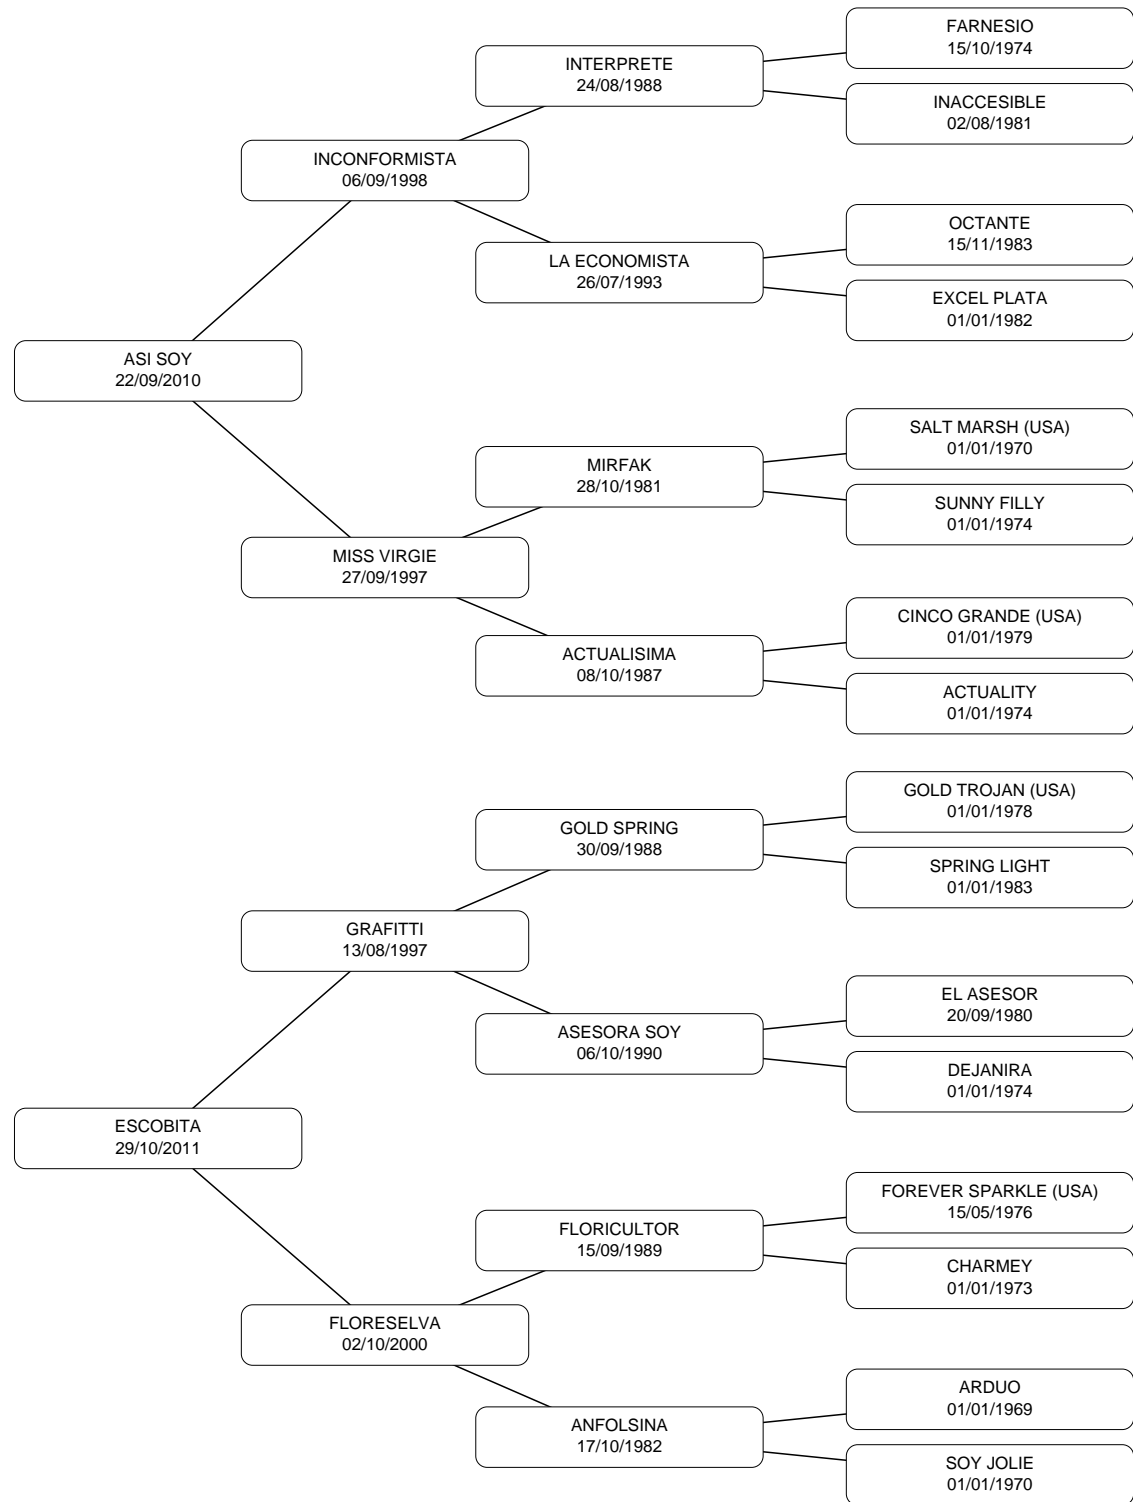 FARNESIO
15/10/1974
INTERPRETE
24/08/1988
INACCESIBLE
02/08/1981
INCONFORMISTA
06/09/1998
OCTANTE
15/11/1983
LA ECONOMISTA
26/07/1993
EXCEL PLATA
01/01/1982
ASI SOY
22/09/2010
SALT MARSH (USA)
01/01/1970
MIRFAK
28/10/1981
SUNNY FILLY
01/01/1974
MISS VIRGIE
27/09/1997
CINCO GRANDE (USA)
01/01/1979
ACTUALISIMA
08/10/1987
ACTUALITY
01/01/1974
GOLD TROJAN (USA)
01/01/1978
GOLD SPRING
30/09/1988
SPRING LIGHT
01/01/1983
GRAFITTI
13/08/1997
EL ASESOR
20/09/1980
ASESORA SOY
06/10/1990
DEJANIRA
01/01/1974
ESCOBITA
29/10/2011
FOREVER SPARKLE (USA)
15/05/1976
FLORICULTOR
15/09/1989
CHARMEY
01/01/1973
FLORESELVA
02/10/2000
ARDUO
01/01/1969
ANFOLSINA
17/10/1982
SOY JOLIE
01/01/1970